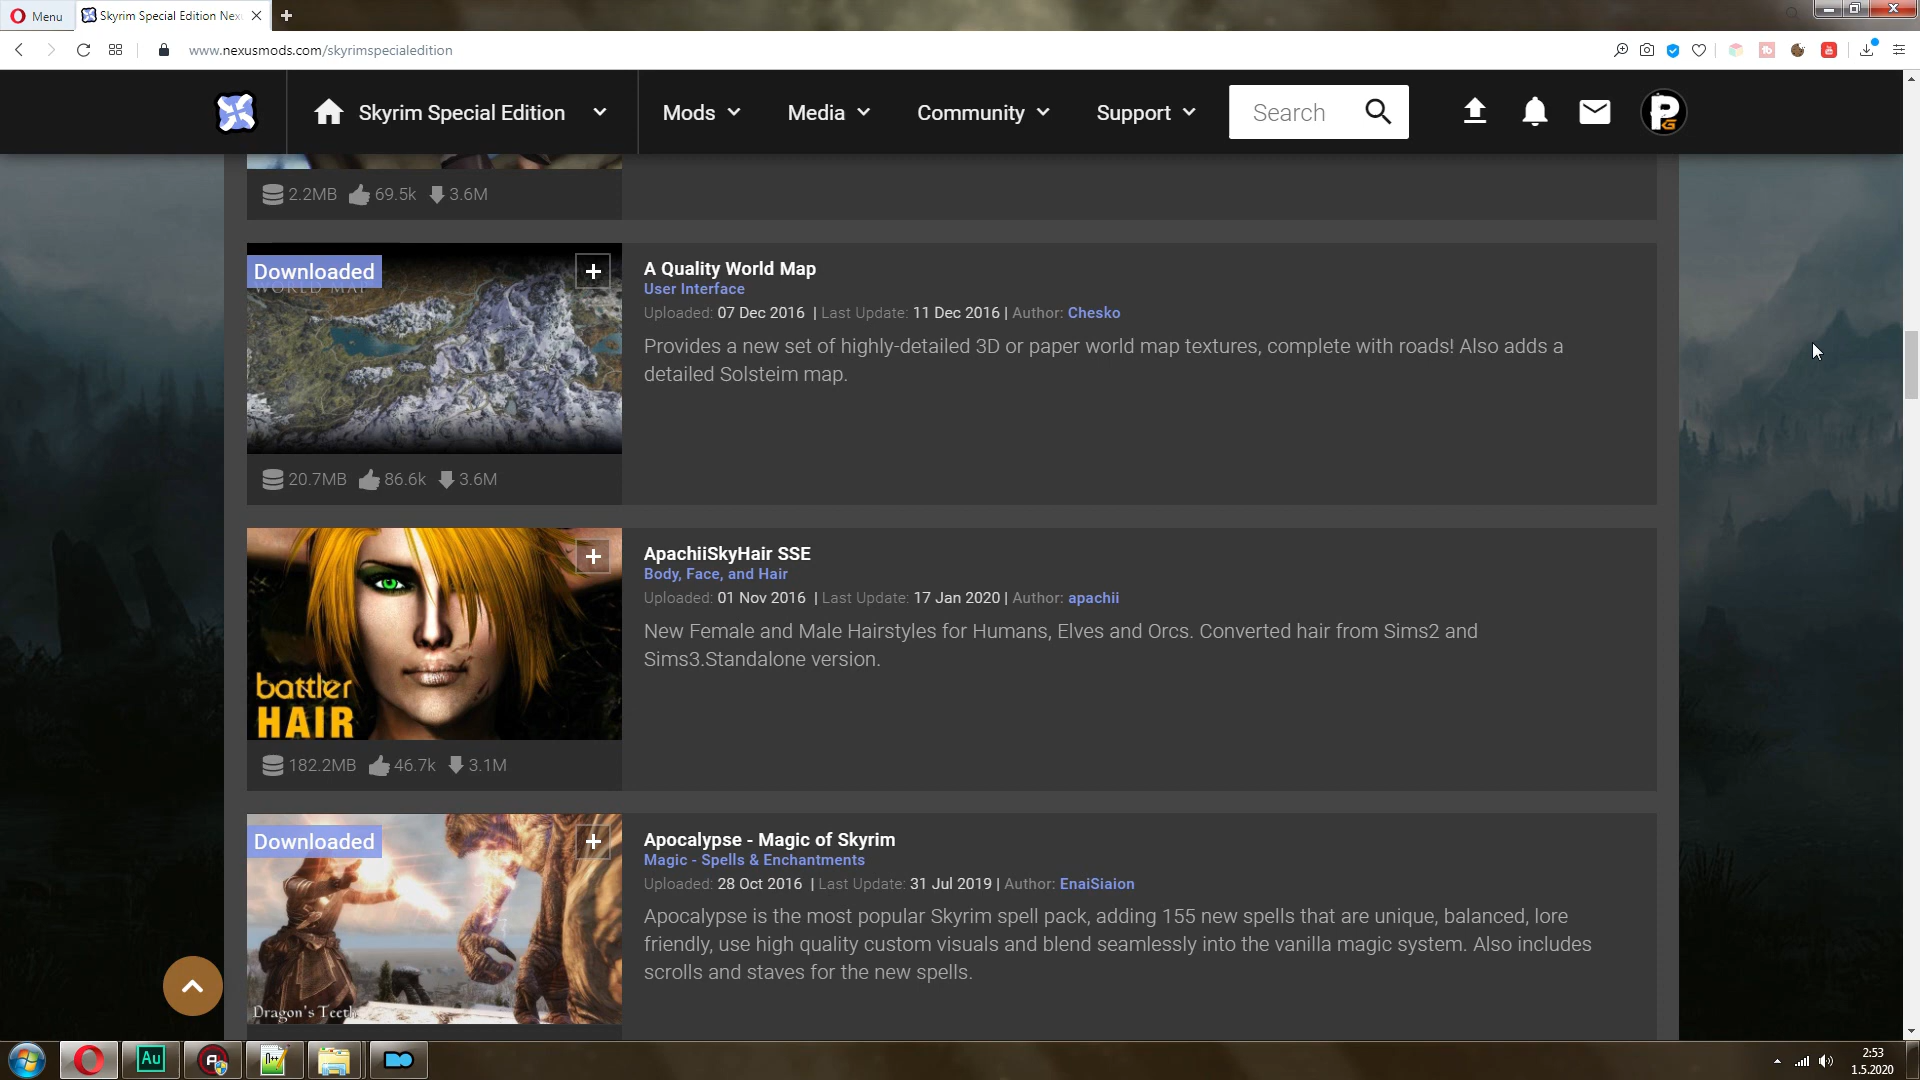 Menu
Skyrim Special Edition Nex
www.nexusmods.com/skyrimspecialedition
Skyrim Special Edition
Mods
Media
Community
Support
Search
2.2MB 69.5k 3.6M
Downloaded
WORLD MAP
A Quality World Map
User Interface
Uploaded: 07 Dec 2016 | Last Update: 11 Dec 2016 | Author: Chesko
Provides a new set of highly-detailed 3D or paper world map textures, complete with roads! Also adds a
detailed Solsteim map.
20.7MB 86.6k 3.6M
battler
HAIR
ApachiiSkyHair SSE
Body, Face, and Hair
Uploaded: 01 Nov 2016 | Last Update: 17 Jan 2020 | Author: apachii
New Female and Male Hairstyles for Humans, Elves and Orcs. Converted hair from Sims2 and
Sims3.Standalone version.
182.2MB 46.7k 3.1M
Downloaded
Dragon's Teeth
Apocalypse - Magic of Skyrim
Magic - Spells & Enchantments
Uploaded: 28 Oct 2016 | Last Update: 31 Jul 2019 | Author: EnaiSiaion
Apocalypse is the most popular Skyrim spell pack, adding 155 new spells that are unique, balanced, lore
friendly, use high quality custom visuals and blend seamlessly into the vanilla magic system. Also includes
scrolls and staves for the new spells.
Au
2:53
1.5.2020